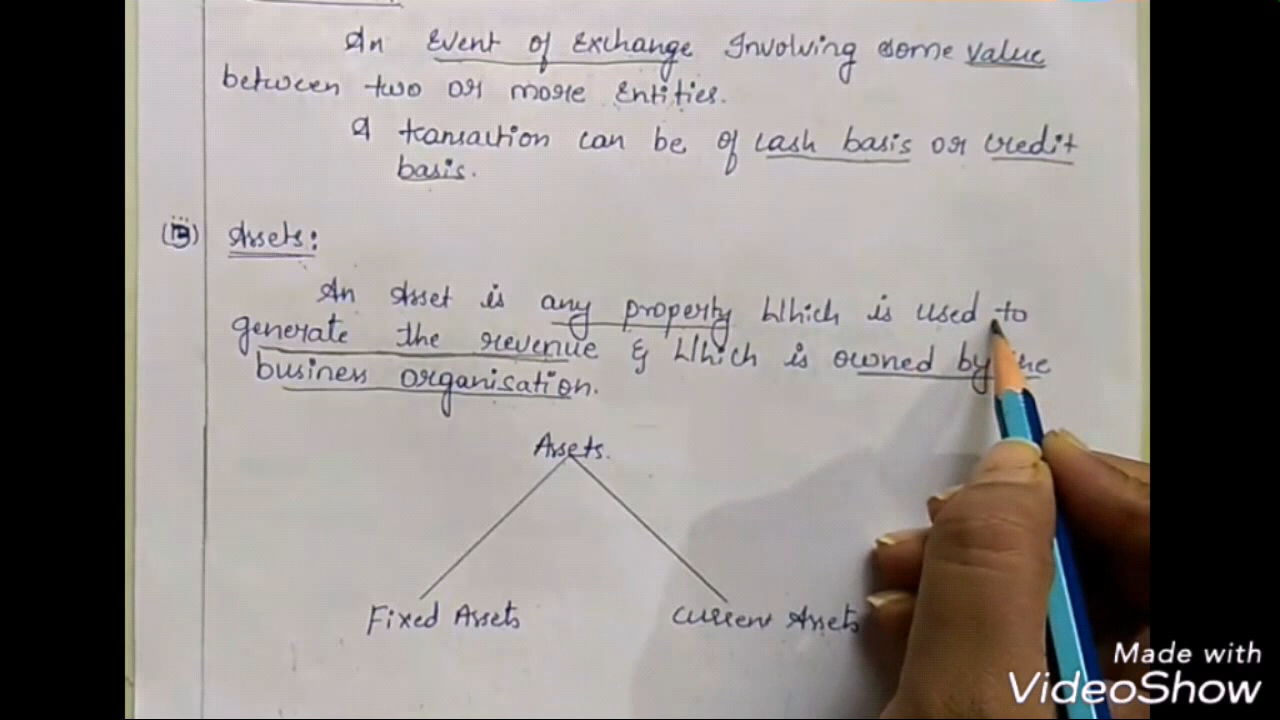 An Event of Exchange Involving some value
between two or more Entities.
A transaction can be of cash basis or credit
basis.
(B) Assets:
An Asset is any property Which is used to
generate the revenue & Which is owned by the
business organisation.
Assets.
Fixed Assets
Current Assets
Made with
VideoShow